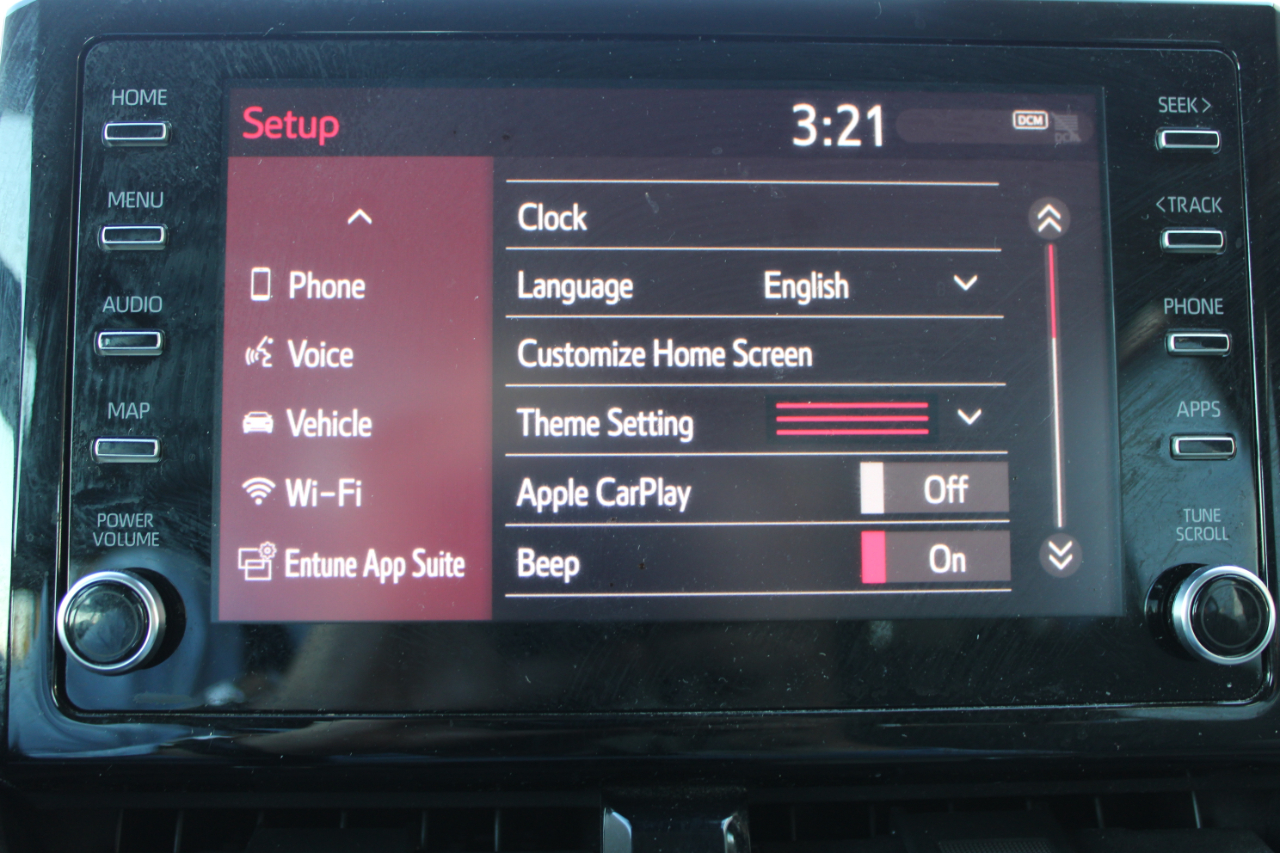 HOME
MENU
AUDIO
MAP
POWER
VOLUME
Setup
3:21
DCM
Phone
Voice
Vehicle
Wi-Fi
Entune App Suite
Clock
Language English
Customize Home Screen
Theme Setting
Apple CarPlay Off
Beep On
SEEK >
< TRACK
PHONE
APPS
TUNE
SCROLL